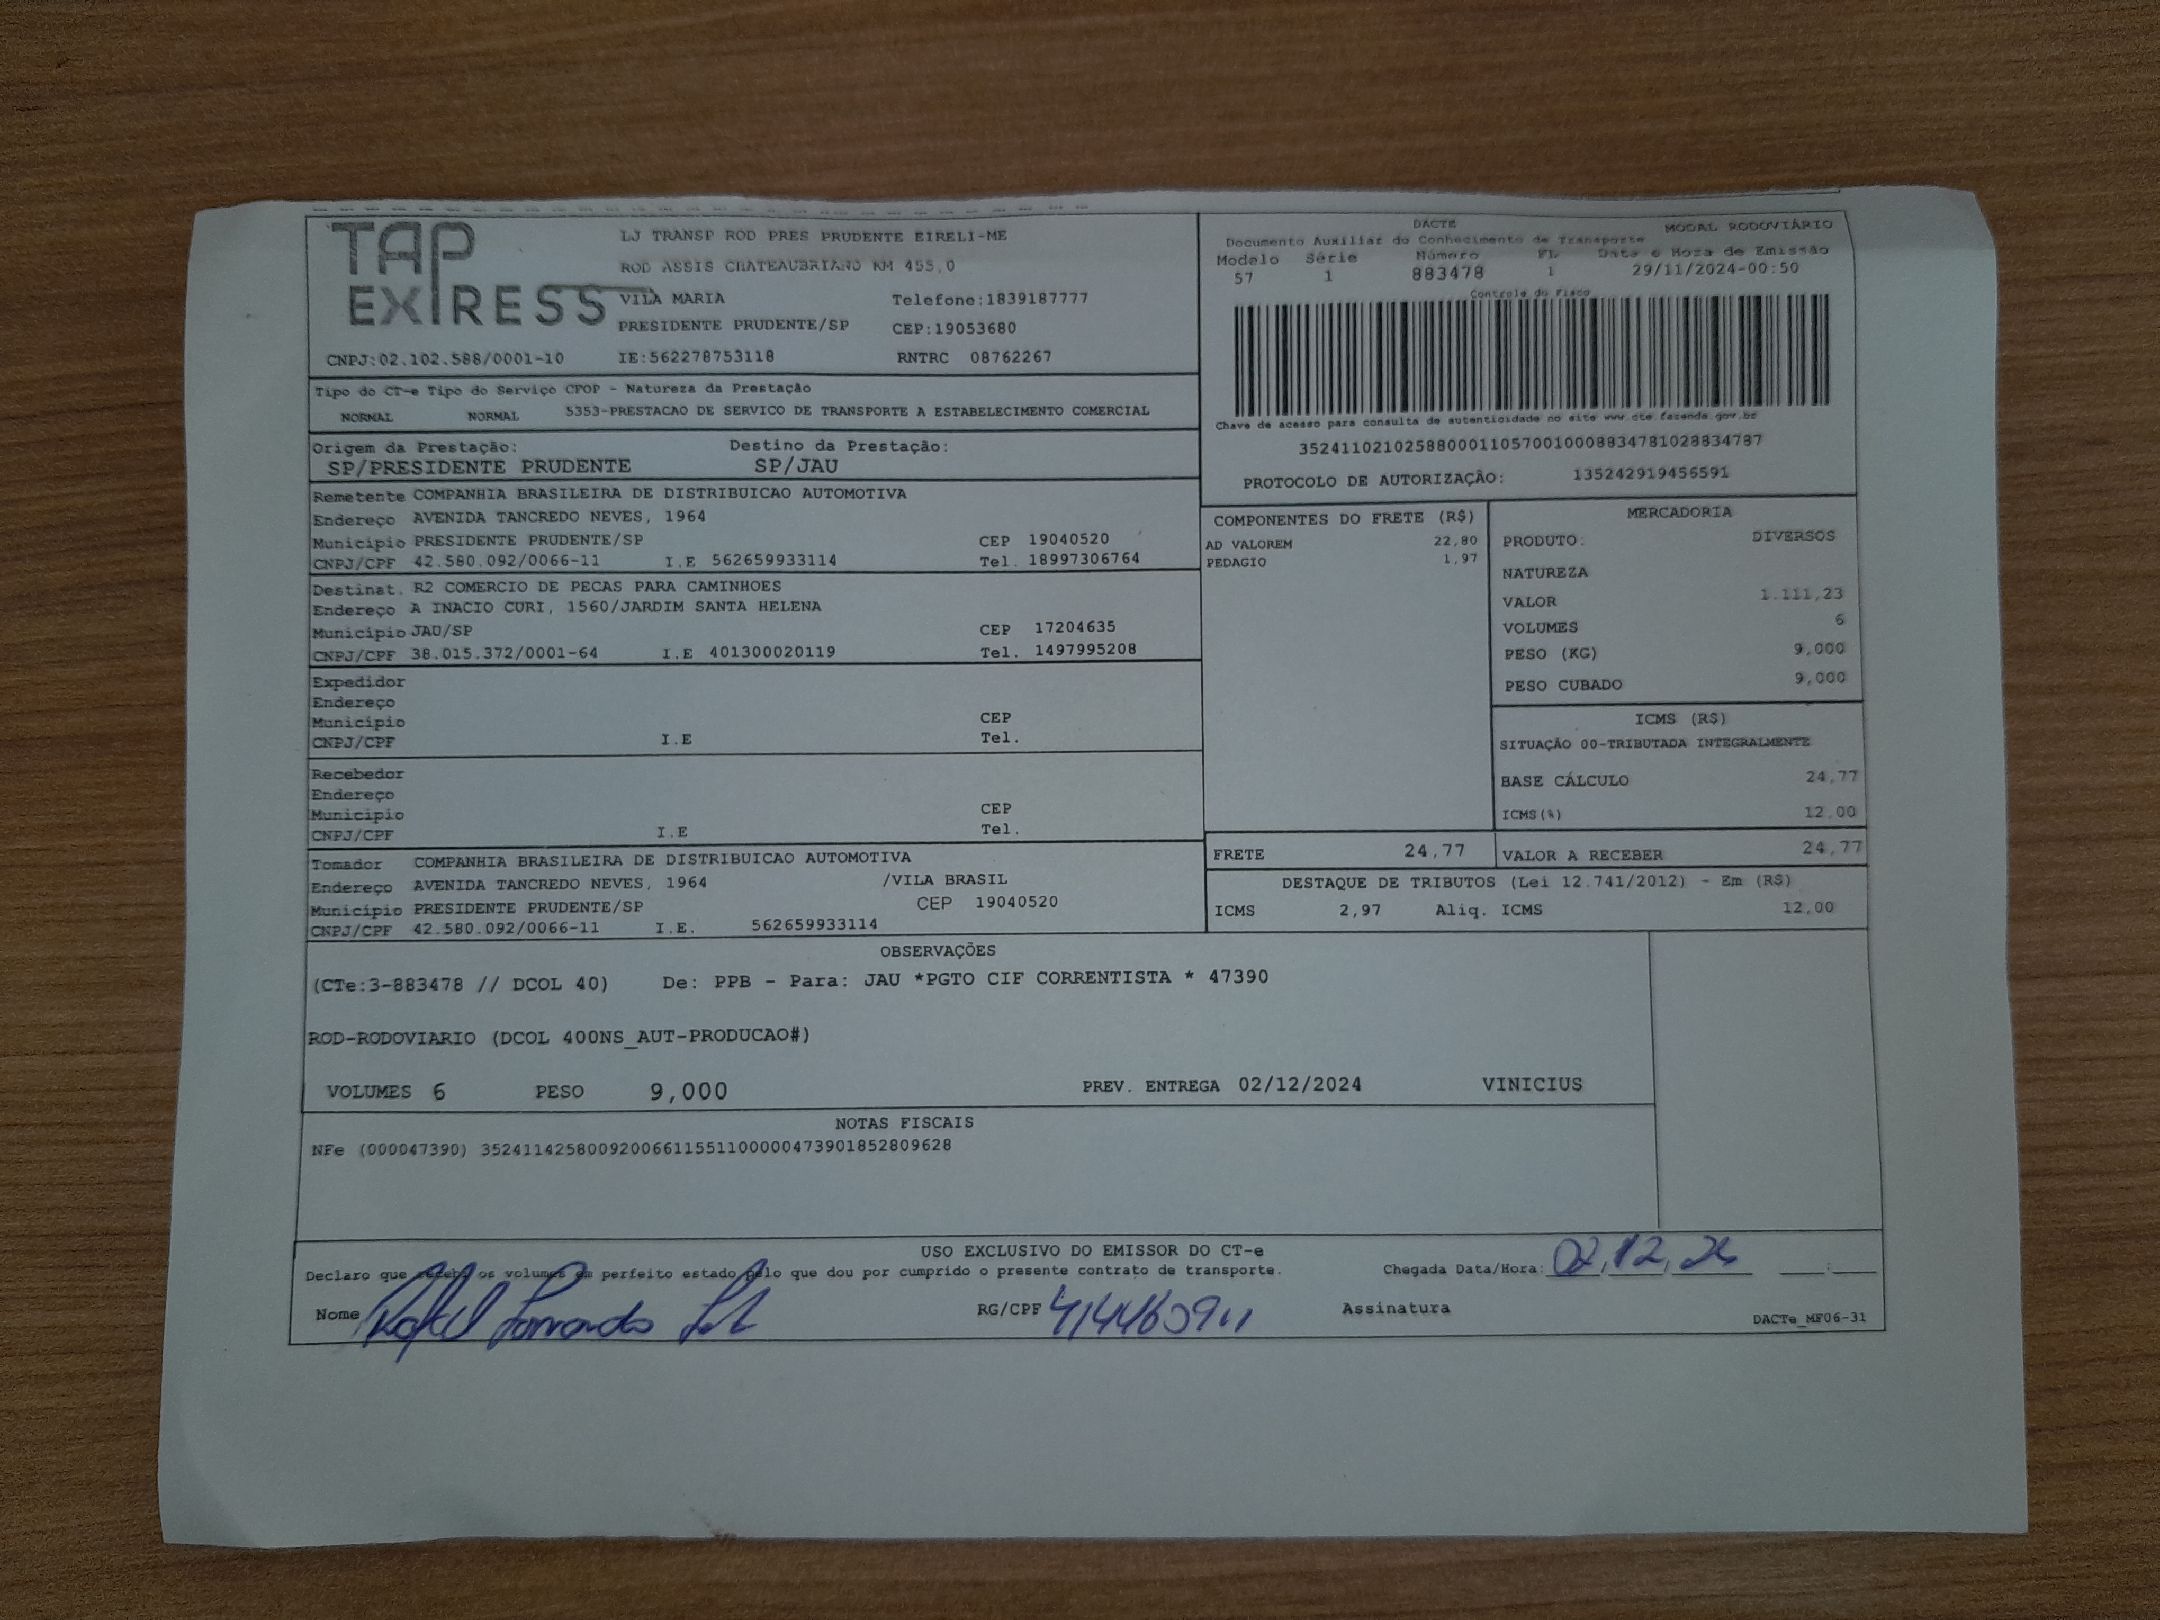 TAP
EXPRESS
LJ TRANSP ROD PRES PRUDENTE EIRELI-ME
ROD ASSIS CHATEAUBRIAND KM 455,0
VILA MARIA Telefone:1839187777
PRESIDENTE PRUDENTE/SP CEP:19053680
CNPJ:02.102.588/0001-10 IE:562278753118 RNTRC 08762267
DACTE MODAL RODOVIÁRIO
Documento Auxiliar do Conhecimento de Transporte
Modelo Série Número FL Data e Hora de Emissão
57 1 883478 1 29/11/2024-00:50
Controle do Fisco
Chave de acesso para consulta de autenticidade no site www.cte.fazenda.gov.br
35241102102588000110570010008834781028834787
PROTOCOLO DE AUTORIZAÇÃO: 135242919456591
Tipo do CT-e Tipo do Serviço CFOP - Natureza da Prestação
NORMAL NORMAL 5353-PRESTACAO DE SERVICO DE TRANSPORTE A ESTABELECIMENTO COMERCIAL
Origem da Prestação: Destino da Prestação:
SP/PRESIDENTE PRUDENTE SP/JAU
Remetente COMPANHIA BRASILEIRA DE DISTRIBUICAO AUTOMOTIVA
Endereço AVENIDA TANCREDO NEVES, 1964
Município PRESIDENTE PRUDENTE/SP CEP 19040520
CNPJ/CPF 42.580.092/0066-11 I.E 562659933114 Tel. 18997306764
Destinat. R2 COMERCIO DE PECAS PARA CAMINHOES
Endereço A INACIO CURI, 1560/JARDIM SANTA HELENA
Município JAU/SP CEP 17204635
CNPJ/CPF 38.015.372/0001-64 I.E 401300020119 Tel. 1497995208
Expedidor
Endereço
Município CEP
CNPJ/CPF I.E Tel.
Recebedor
Endereço
Município CEP
CNPJ/CPF I.E Tel.
Tomador COMPANHIA BRASILEIRA DE DISTRIBUICAO AUTOMOTIVA
Endereço AVENIDA TANCREDO NEVES, 1964 /VILA BRASIL
Município PRESIDENTE PRUDENTE/SP CEP 19040520
CNPJ/CPF 42.580.092/0066-11 I.E. 562659933114
COMPONENTES DO FRETE (R$)
AD VALOREM 22,80
PEDAGIO 1,97
MERCADORIA
PRODUTO: DIVERSOS
NATUREZA
VALOR 1.111,23
VOLUMES 6
PESO (KG) 9,000
PESO CUBADO 9,000
ICMS (R$)
SITUAÇÃO 00-TRIBUTADA INTEGRALMENTE
BASE CÁLCULO 24,77
ICMS(%) 12,00
FRETE 24,77 VALOR A RECEBER 24,77
DESTAQUE DE TRIBUTOS (Lei 12.741/2012) - Em (R$)
ICMS 2,97 Aliq. ICMS 12,00
OBSERVAÇÕES
(CTe:3-883478 // DCOL 40) De: PPB - Para: JAU *PGTO CIF CORRENTISTA * 47390
ROD-RODOVIARIO (DCOL 400NS_AUT-PRODUCAO#)
VOLUMES 6 PESO 9,000 PREV. ENTREGA 02/12/2024 VINICIUS
NOTAS FISCAIS
NFe (000047390) 35241142580092006611551100000473901852809628
USO EXCLUSIVO DO EMISSOR DO CT-e
Declaro que recebi os volumes em perfeito estado pelo que dou por cumprido o presente contrato de transporte. Chegada Data/Hora: 02,12,24 :
Nome RG/CPF Assinatura
DACTe_MF06-31